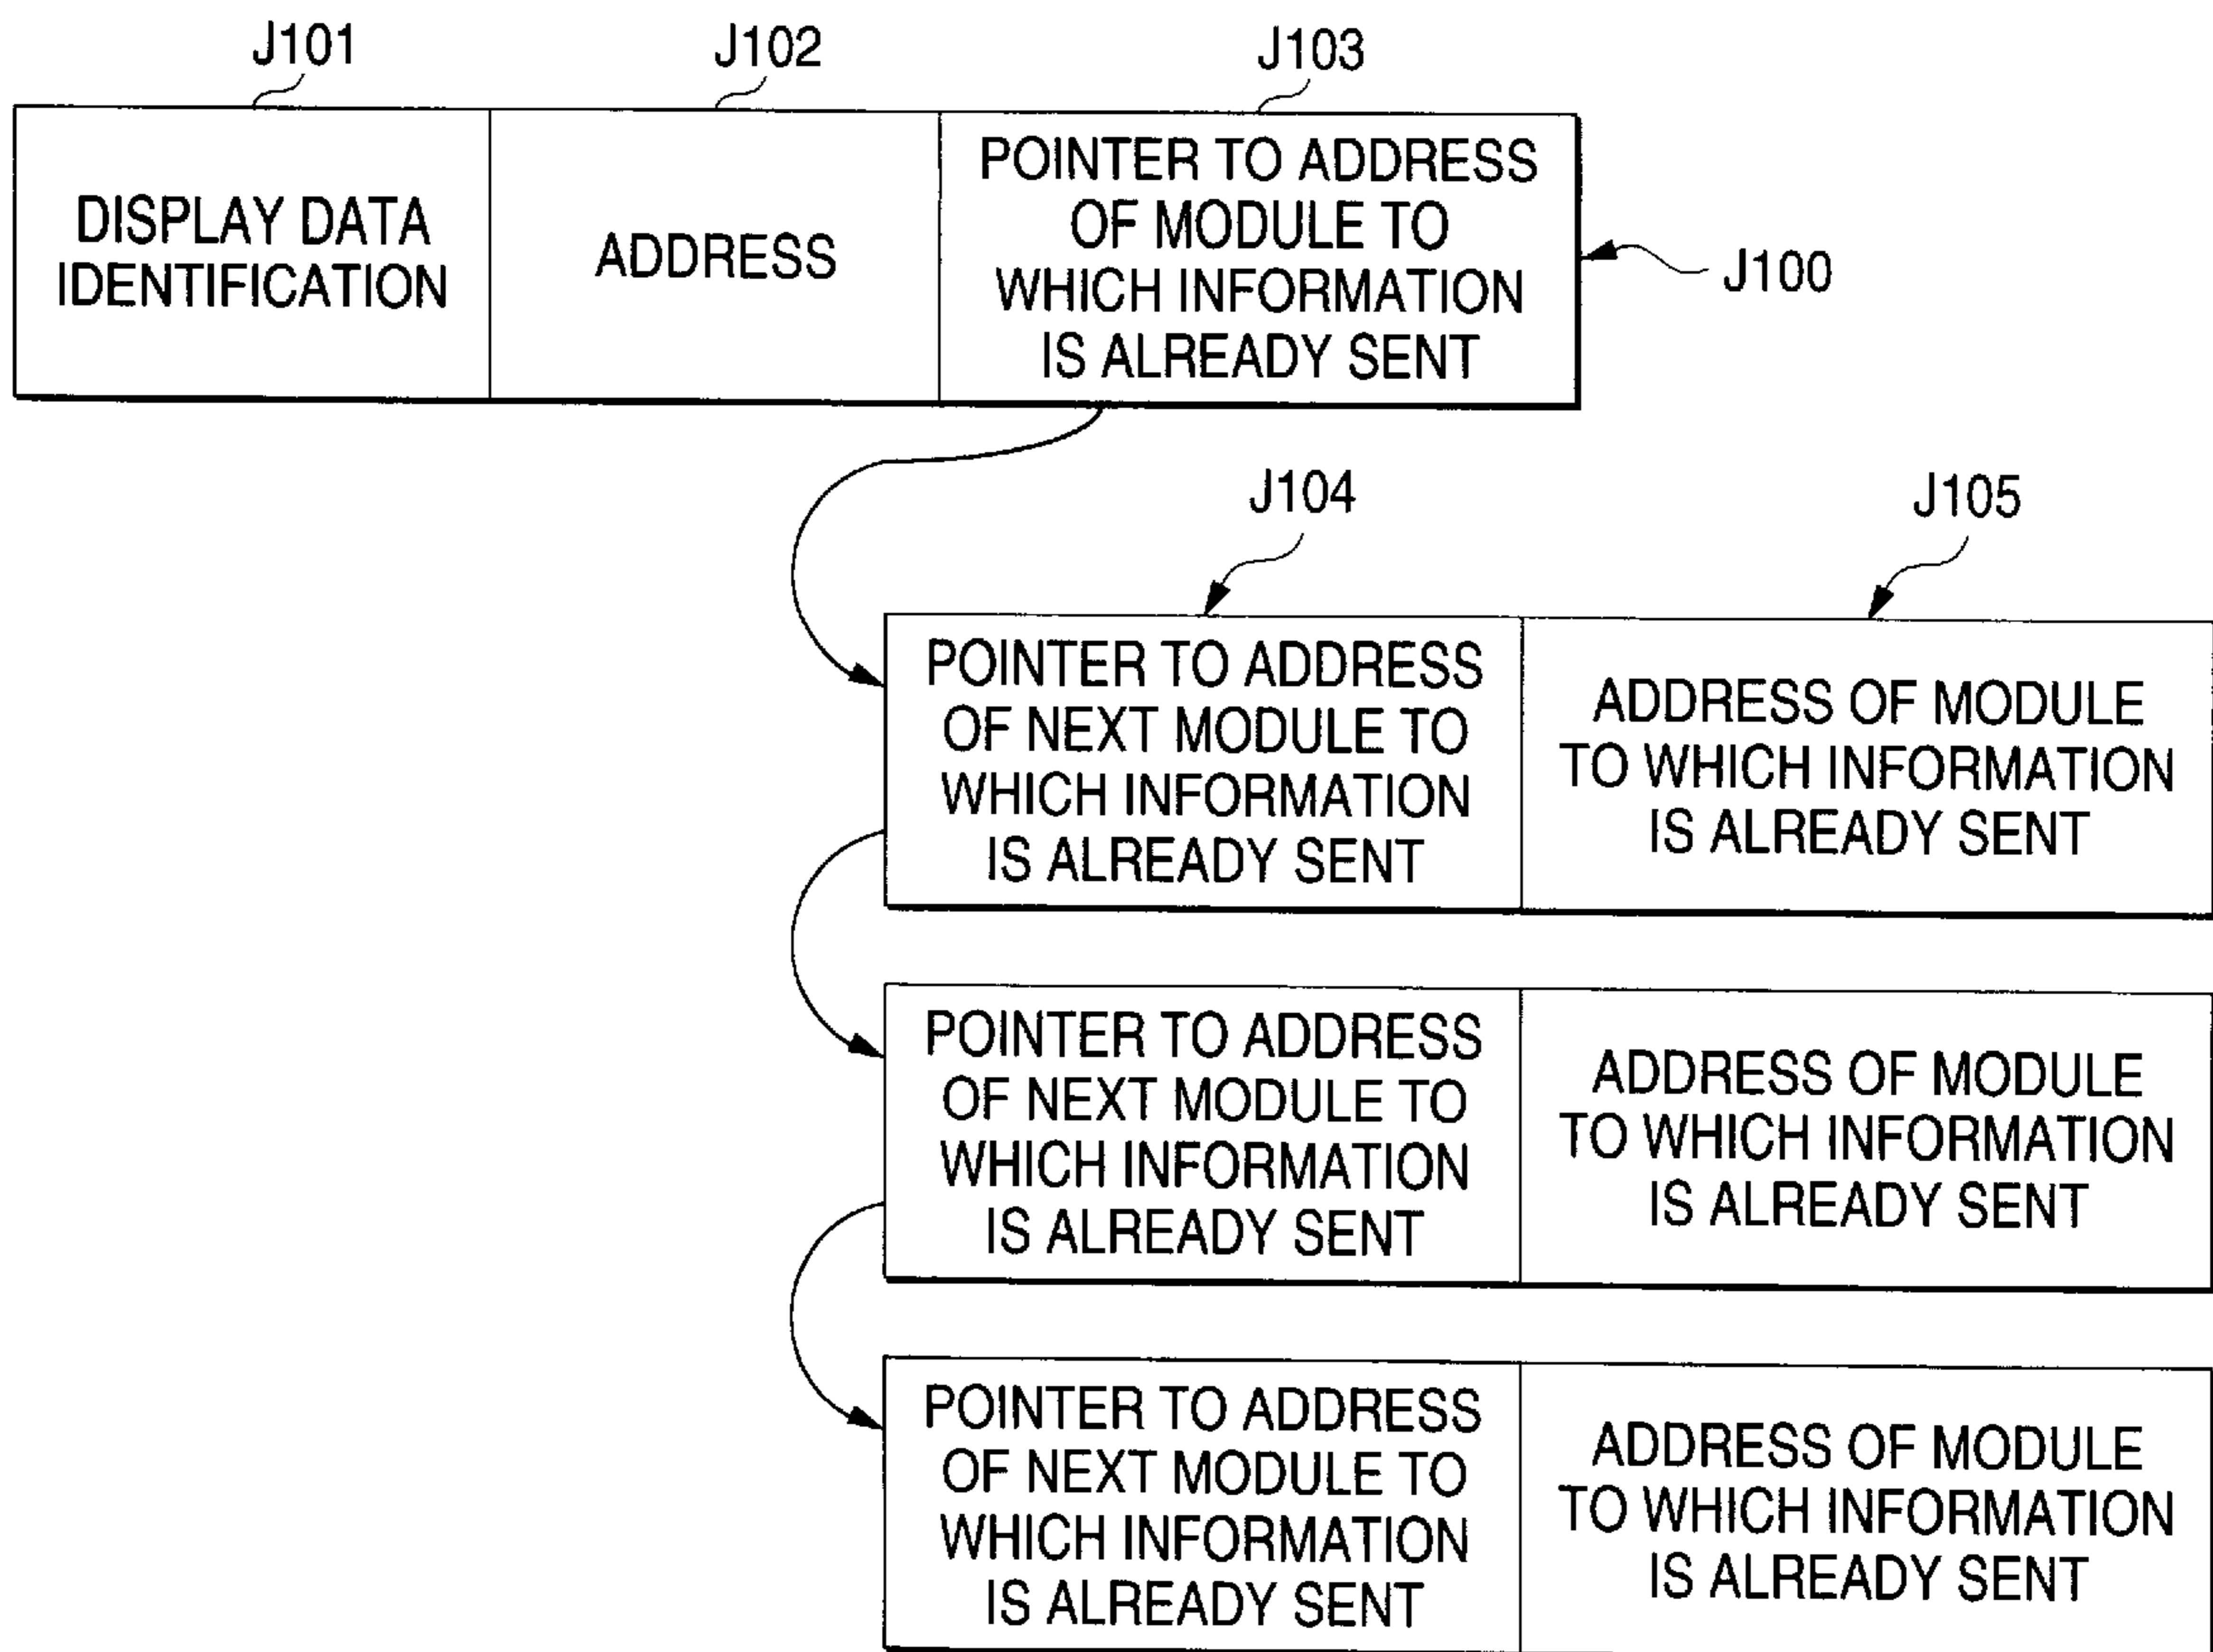 J101
J102
J103
DISPLAY DATA
IDENTIFICATION
ADDRESS
POINTER TO ADDRESS
OF MODULE TO
WHICH INFORMATION
IS ALREADY SENT
J100
J104
J105
POINTER TO ADDRESS
OF NEXT MODULE TO
WHICH INFORMATION
IS ALREADY SENT
ADDRESS OF MODULE
TO WHICH INFORMATION
IS ALREADY SENT
POINTER TO ADDRESS
OF NEXT MODULE TO
WHICH INFORMATION
IS ALREADY SENT
ADDRESS OF MODULE
TO WHICH INFORMATION
IS ALREADY SENT
POINTER TO ADDRESS
OF NEXT MODULE TO
WHICH INFORMATION
IS ALREADY SENT
ADDRESS OF MODULE
TO WHICH INFORMATION
IS ALREADY SENT